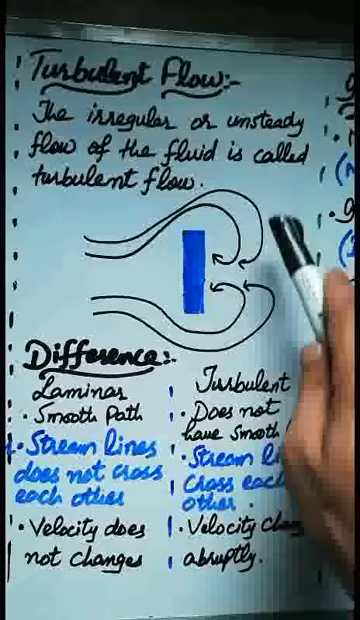 Turbulent Flow:-
The irregular or unsteady
flow of the fluid is called
turbulent flow.
Difference:-
Laminar
• Smooth Path
• Stream lines
does not cross
each other
• Velocity does
not changes
Turbulent
• Does not
have smooth
• Stream
cross each
other.
• Velocity
abruptly.